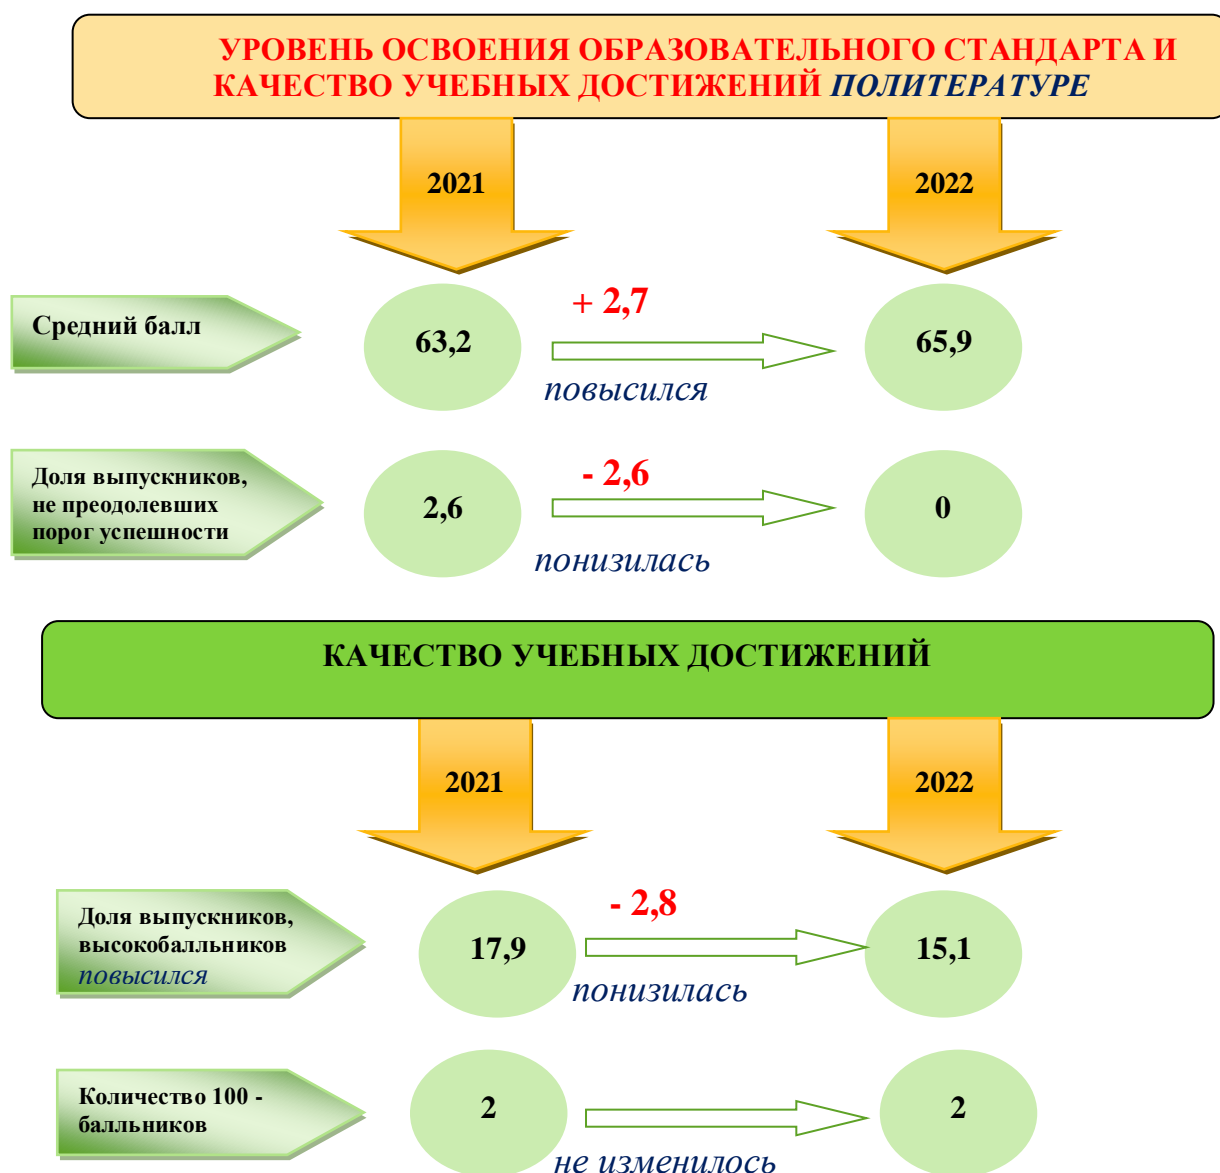 УРОВЕНЬ ОСВОЕНИЯ ОБРАЗОВАТЕЛЬНОГО СТАНДАРТА И
КАЧЕСТВО УЧЕБНЫХ ДОСТИЖЕНИЙ ПОЛИТЕРАТУРЕ
2021
2022
Средний балл
63,2
+ 2,7
повысился
65,9
Доля выпускников,
не преодолевших
порог успешности
2,6
- 2,6
понизилась
0
КАЧЕСТВО УЧЕБНЫХ ДОСТИЖЕНИЙ
2021
2022
Доля выпускников,
высокобалльников
повысился
17,9
- 2,8
понизилась
15,1
Количество 100 -
балльников
2
не изменилось
2